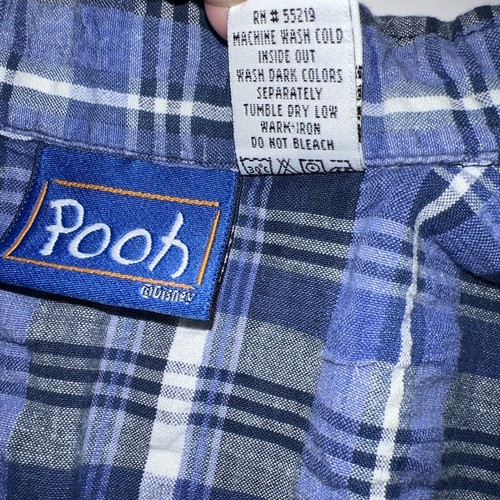 RN # 55219
MACHINE WASH COLD
INSIDE OUT
WASH DARK COLORS
SEPARATELY
TUMBLE DRY LOW
WARM-IRON
DO NOT BLEACH
30°c
Pooh
©Disney